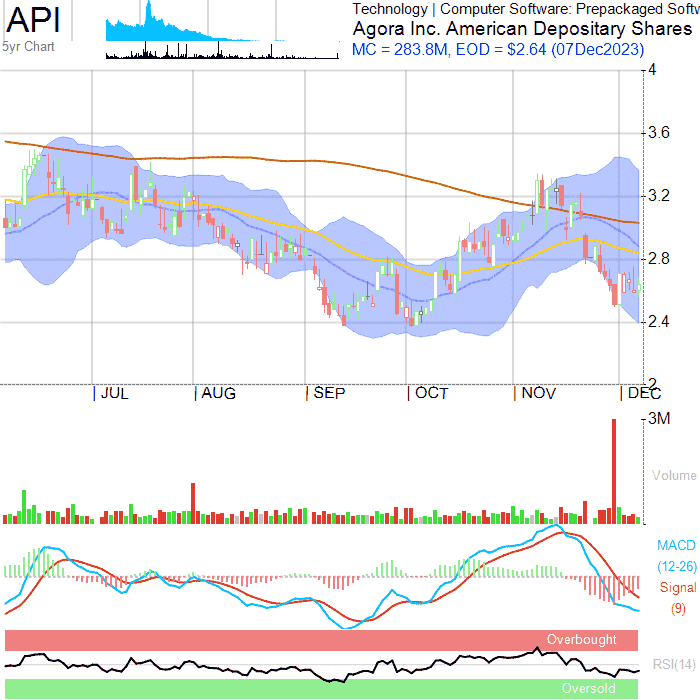 API
5yr Chart
Technology | Computer Software: Prepackaged Softw
Agora Inc. American Depositary Shares
MC = 283.8M, EOD = $2.64 (07Dec2023)
4
3.6
3.2
2.8
2.4
2
| JUL | AUG | SEP | OCT | NOV | DEC
3M
Volume
MACD
(12-26)
Signal
(9)
Overbought
RSI(14)
Oversold